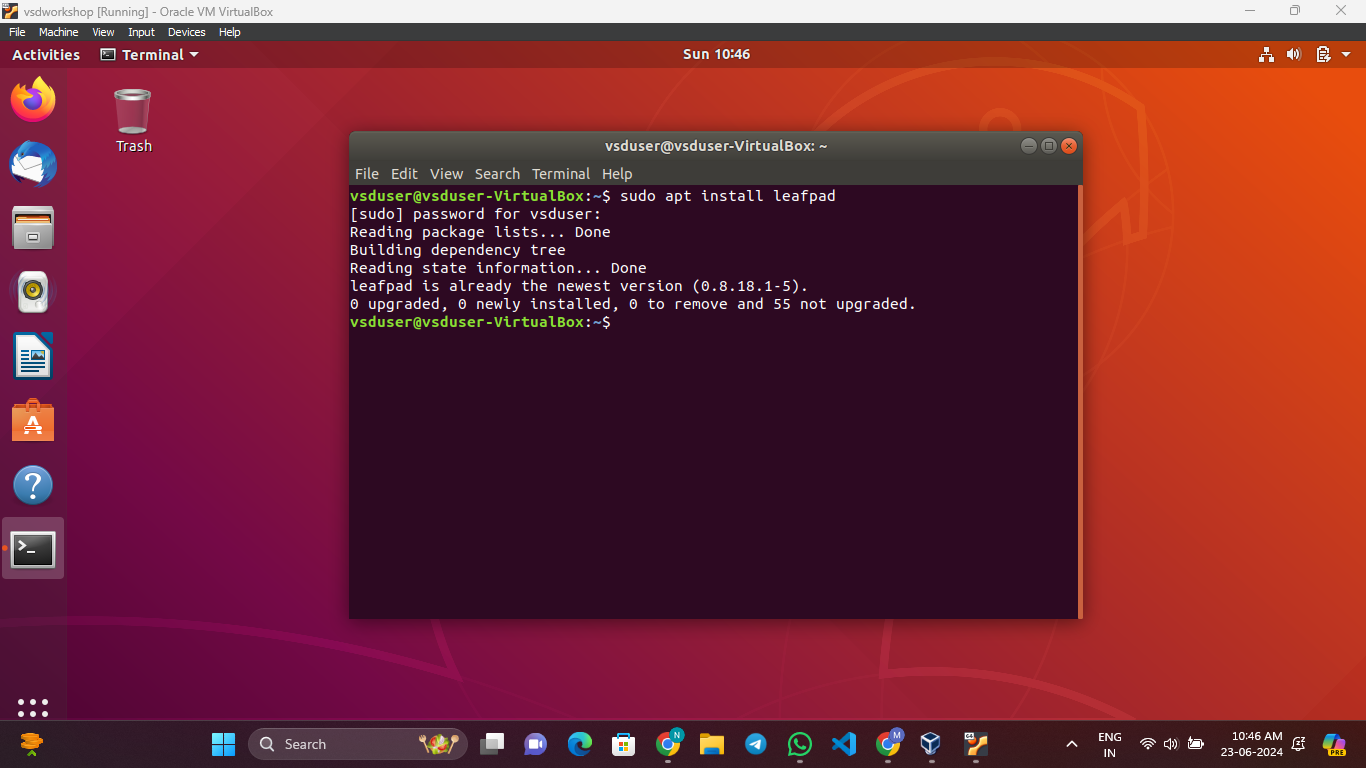 vsdworkshop [Running] - Oracle VM VirtualBox
File Machine View Input Devices Help
Activities Terminal Sun 10:46
Trash
vsduser@vsduser-VirtualBox: ~
File Edit View Search Terminal Help
vsduser@vsduser-VirtualBox:~$ sudo apt install leafpad
[sudo] password for vsduser:
Reading package lists... Done
Building dependency tree
Reading state information... Done
leafpad is already the newest version (0.8.18.1-5).
0 upgraded, 0 newly installed, 0 to remove and 55 not upgraded.
vsduser@vsduser-VirtualBox:~$
Search
N
M
64
ENG
IN
10:46 AM
23-06-2024
PRE